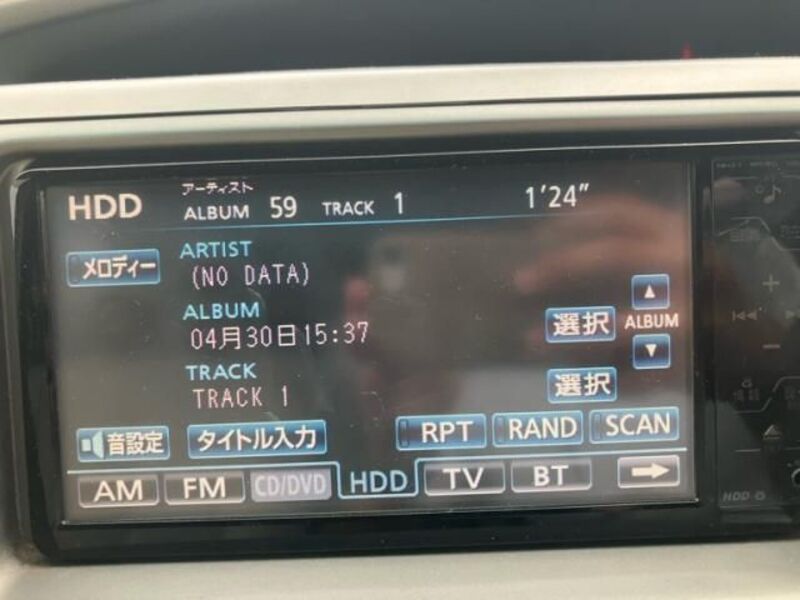 アーティスト
HDD ALBUM 59 TRACK 1 1'24"
メロディー
ARTIST
(NO DATA)
ALBUM
04月30日15:37
選択 ALBUM
TRACK
TRACK 1
選択
音設定 タイトル入力 RPT RAND SCAN
AM FM CD/DVD HDD TV BT
HDD